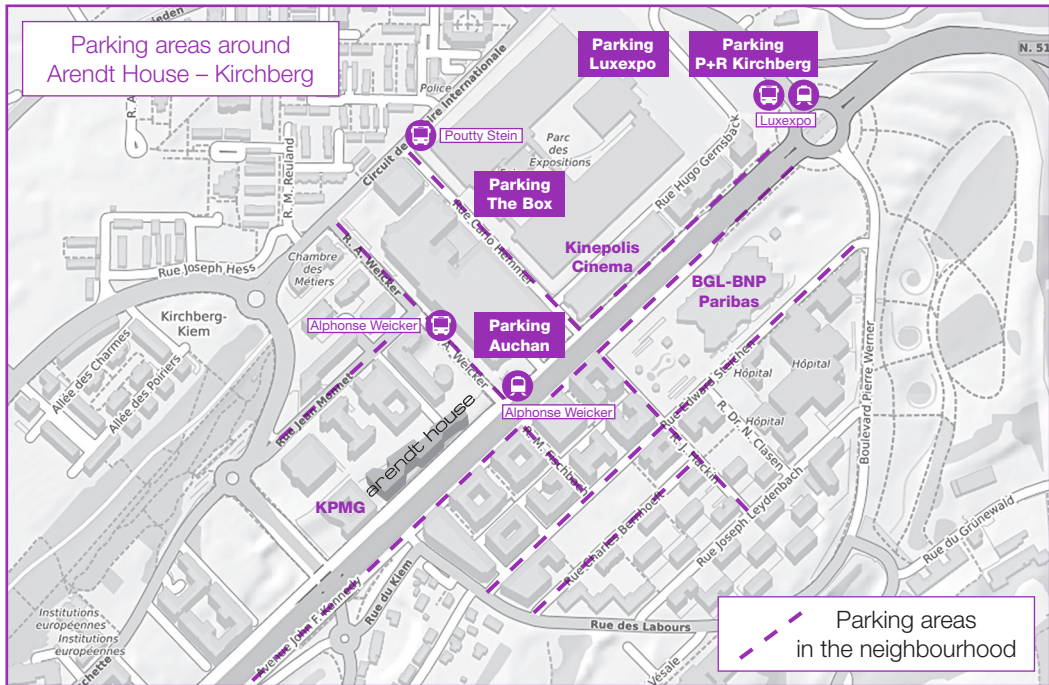 Parking areas around
Arendt House – Kirchberg
Parking
Luxexpo
Parking
P+R Kirchberg
Luxexpo
N. 51
Police
Circuit de
ire Internationale
Poutty Stein
Parc
des
Expositions
Rue Hugo Gernsback
R. M. Reuland
Parking
The Box
Rue Carlo Hemmer
Kinepolis
Cinema
R. A. Weicker
Rue Joseph Hess
Chambre
des
Métiers
BGL-BNP
Paribas
Kirchberg-
Kiem
Alphonse Weicker
Parking
Auchan
A. Weicker
Alphonse Weicker
Allée des Charmes
Allée des Poiriers
Rue Jean Monnet
arendt house
KPMG
Rue Edward Steichen
Hôpital
Hôpital
Hôpital
R. Dr. N. Clasen
Boulevard Pierre Werner
R. M. Fischbach
R. J. Hackin
Rue Charles Bernhoeft
Rue Joseph Leydenbach
Rue du Grünewald
Rue du Kiem
Avenue John F. Kennedy
Rue des Labours
Institutions
européennes
Institutions
européennes
chette
Vésale
Parking areas
in the neighbourhood